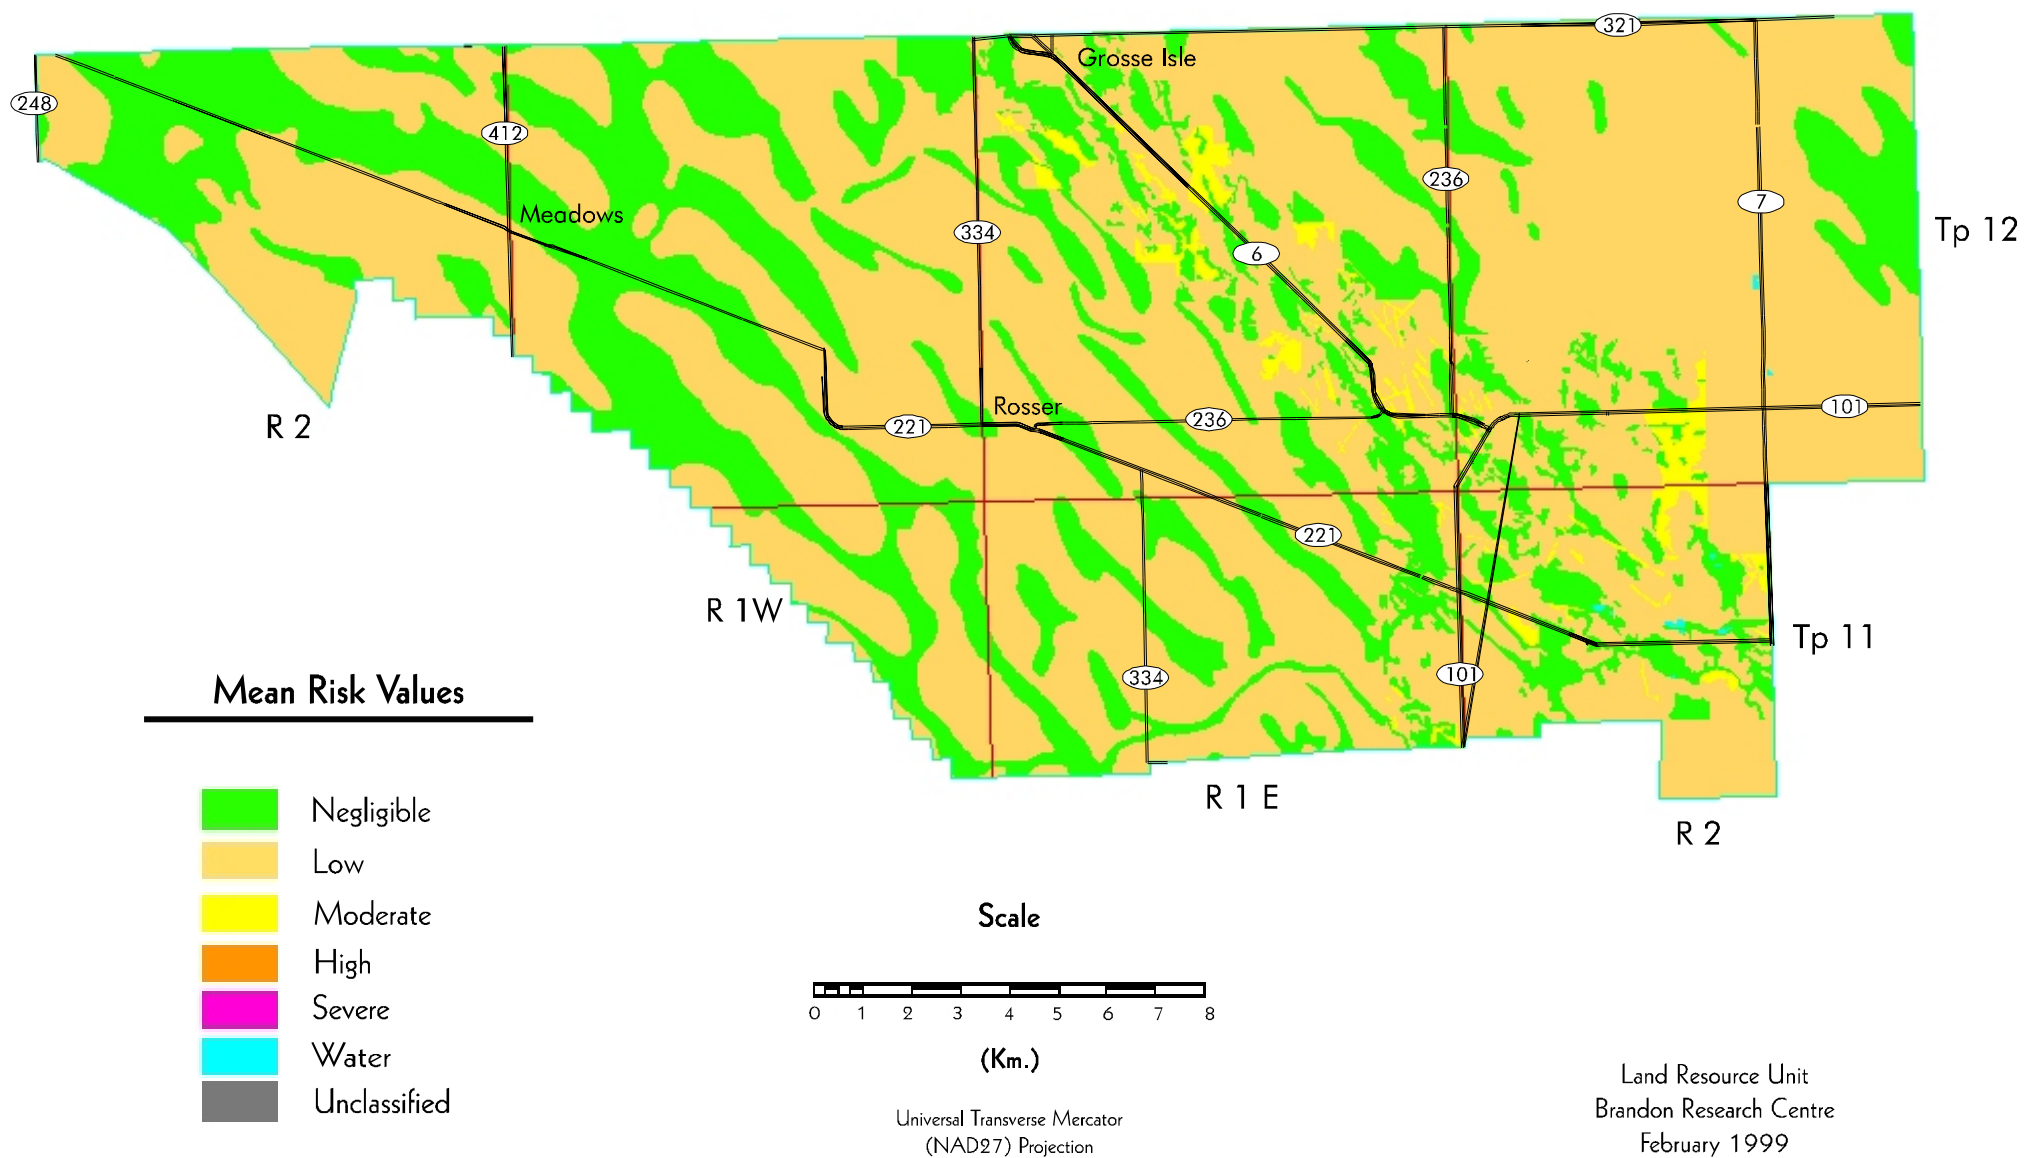 321
Grosse Isle
248
412
236
7
Meadows
334
Tp 12
6
Rosser
101
R 2
221
236
221
R 1W
Tp 11
334
101
Mean Risk Values
R 1 E
Negligible
R 2
Low
Moderate
Scale
High
Severe
0 1 2 3 4 5 6 7 8
Water
(Km.)
Unclassified
Land Resource Unit
Universal Transverse Mercator
Brandon Research Centre
(NAD27) Projection
February 1999